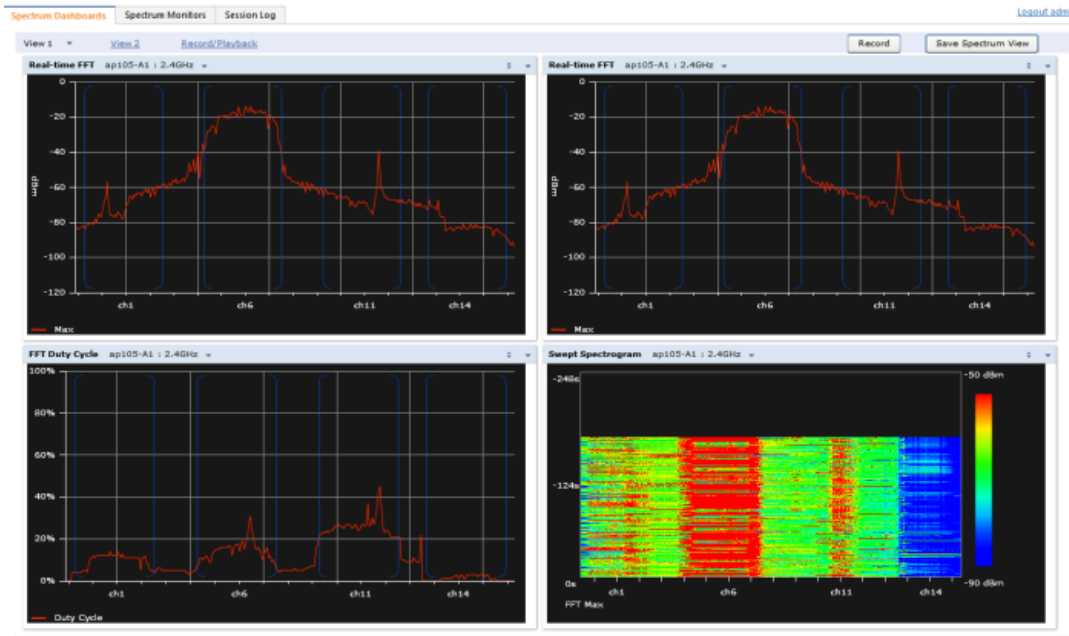 Spectrum Dashboards Spectrum Monitors Session Log Logout adm
View 1 View 2 Record/Playback Record Save Spectrum View
Real-time FFT ap105-A1 : 2.4GHz
0
-20
-40
-60
-80
-100
-120
dBm
ch1 ch6 ch11 ch14
Max
Real-time FFT ap105-A1 : 2.4GHz
0
-20
-40
-60
-80
-100
-120
dBm
ch1 ch6 ch11 ch14
Max
FFT Duty Cycle ap105-A1 : 2.4GHz
100%
80%
60%
40%
20%
0%
ch1 ch6 ch11 ch14
Duty Cycle
Swept Spectrogram ap105-A1 : 2.4GHz
-248s
-124s
0s
ch1 ch6 ch11 ch14
FFT Max
-50 dBm
-90 dBm